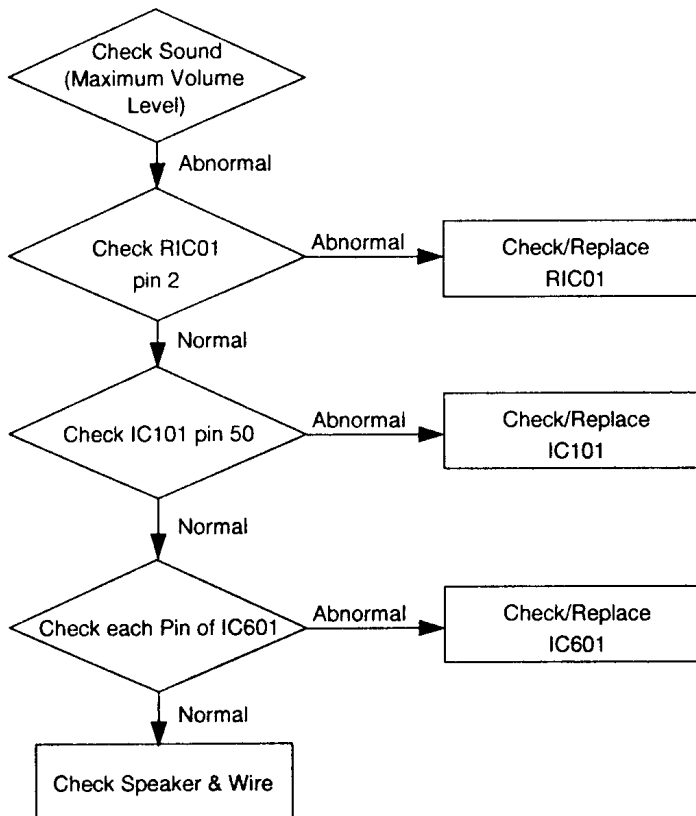 Check Sound
(Maximum Volume
Level)
Abnormal
Check RIC01
pin 2
Abnormal
Check/Replace
RIC01
Normal
Check IC101 pin 50
Abnormal
Check/Replace
IC101
Normal
Check each Pin of IC601
Abnormal
Check/Replace
IC601
Normal
Check Speaker & Wire